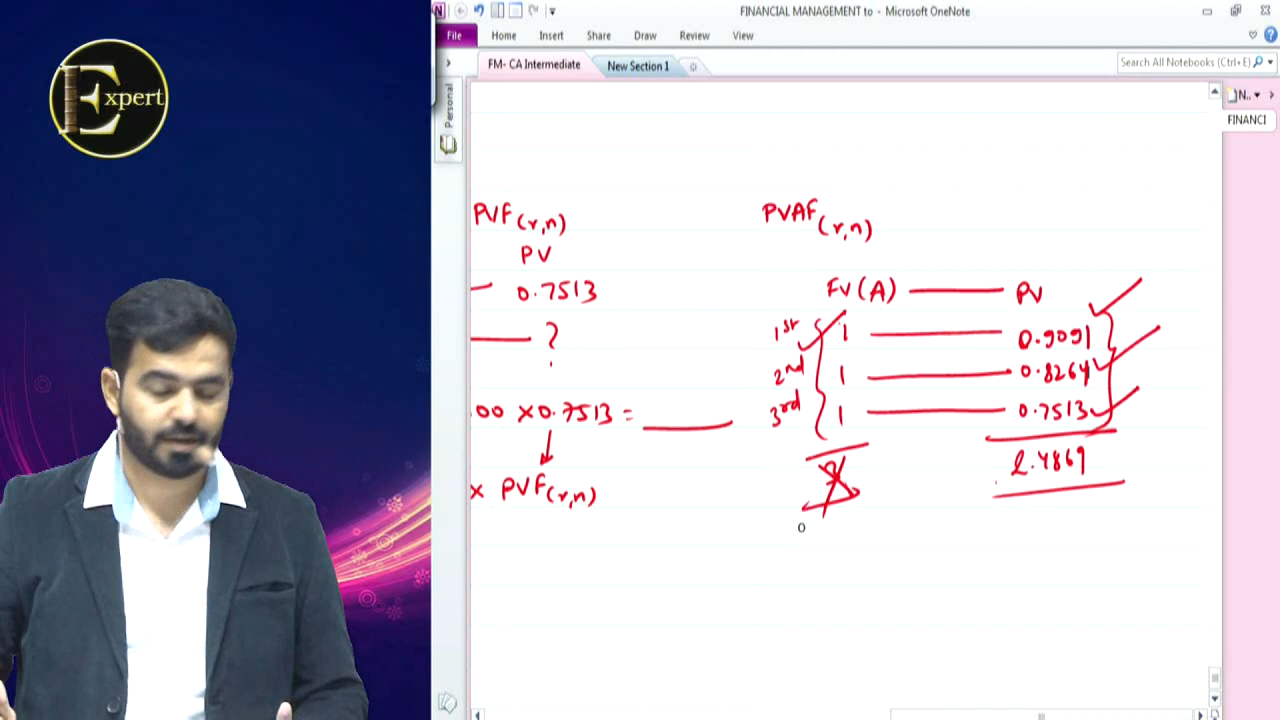 Expert
FINANCIAL MANAGEMENT to - Microsoft OneNote
File Home Insert Share Draw Review View
FM- CA Intermediate New Section 1
Search All Notebooks (Ctrl+E)
Personal
N..
FINANCI
PVF(r,n)
PV
0.7513
?
.00 × 0.7513 =
× PVF(r,n)
PVAF(r,n)
FV(A) PV
1st 1 0.9091
2nd 1 0.8264
3rd 1 0.7513
2.4869